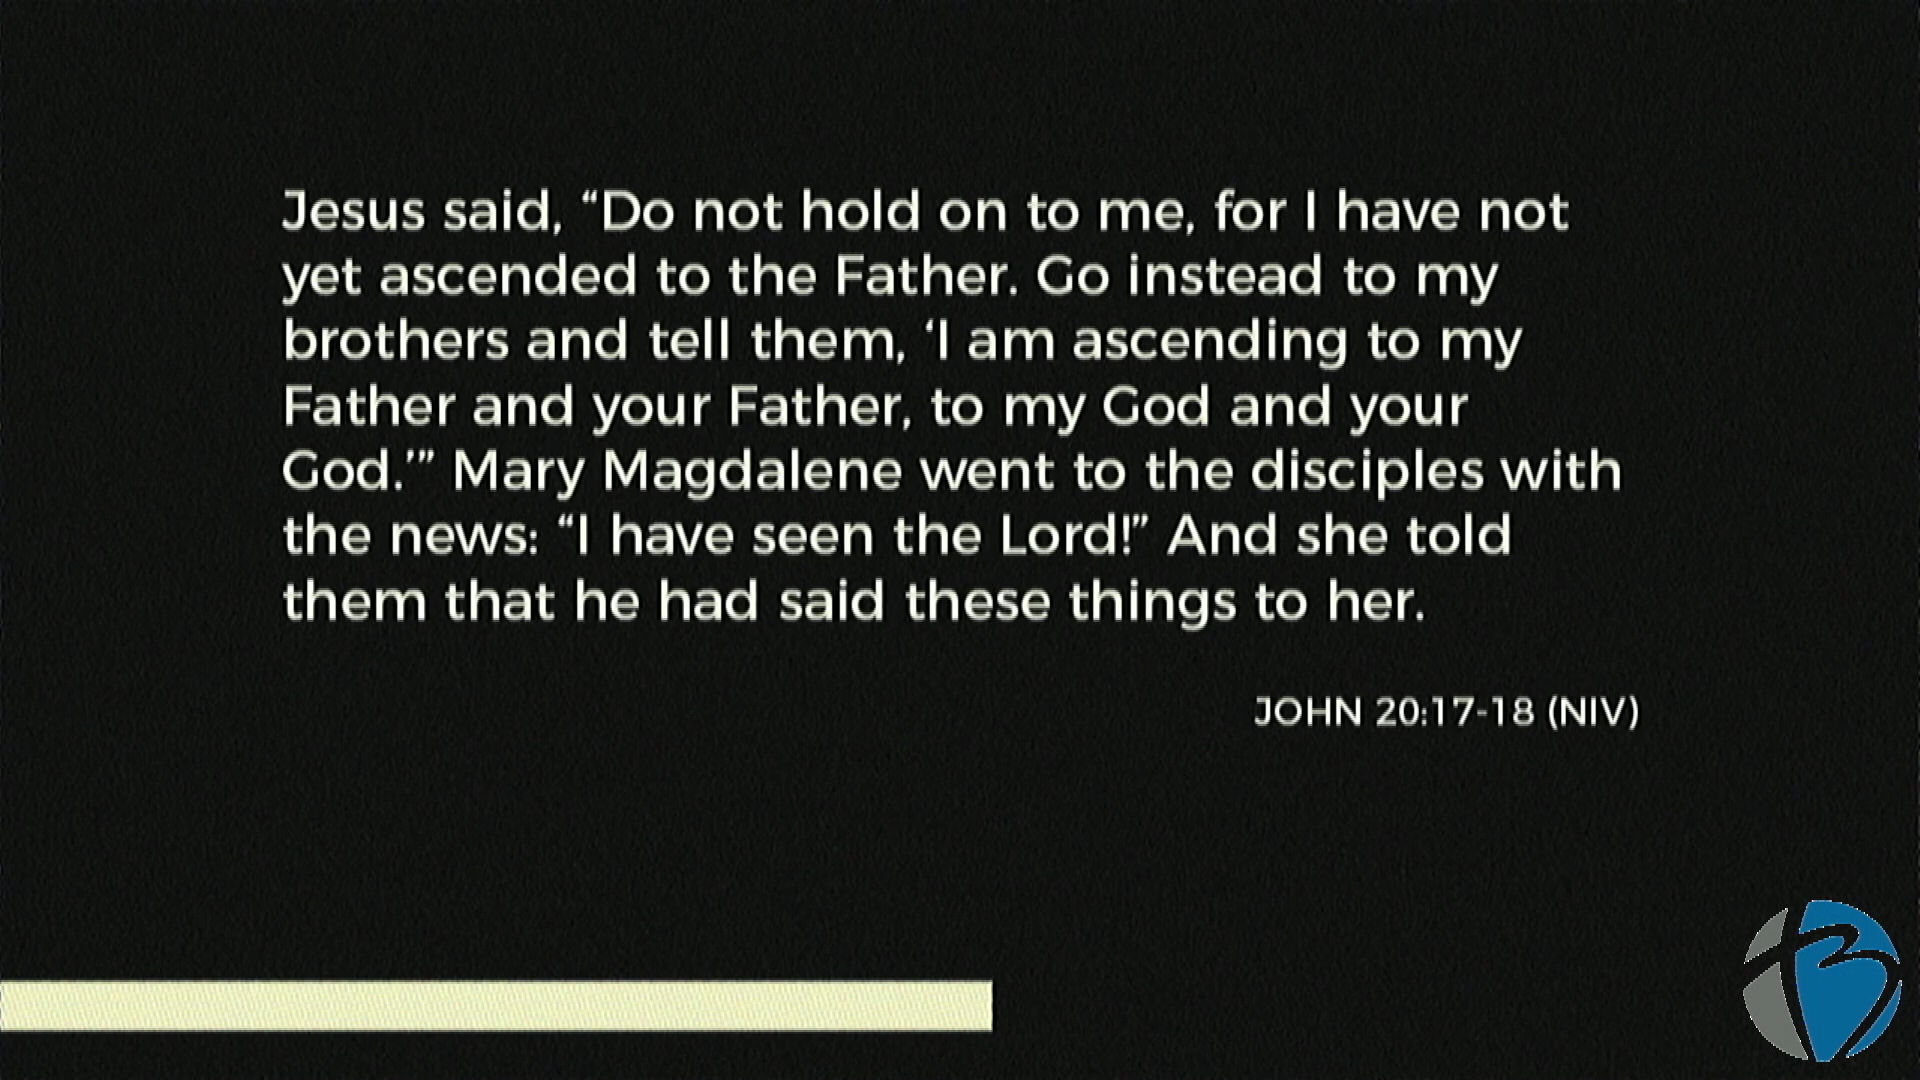 Jesus said, “Do not hold on to me, for I have not
yet ascended to the Father. Go instead to my
brothers and tell them, ‘I am ascending to my
Father and your Father, to my God and your
God.’” Mary Magdalene went to the disciples with
the news: “I have seen the Lord!” And she told
them that he had said these things to her.
JOHN 20:17-18 (NIV)